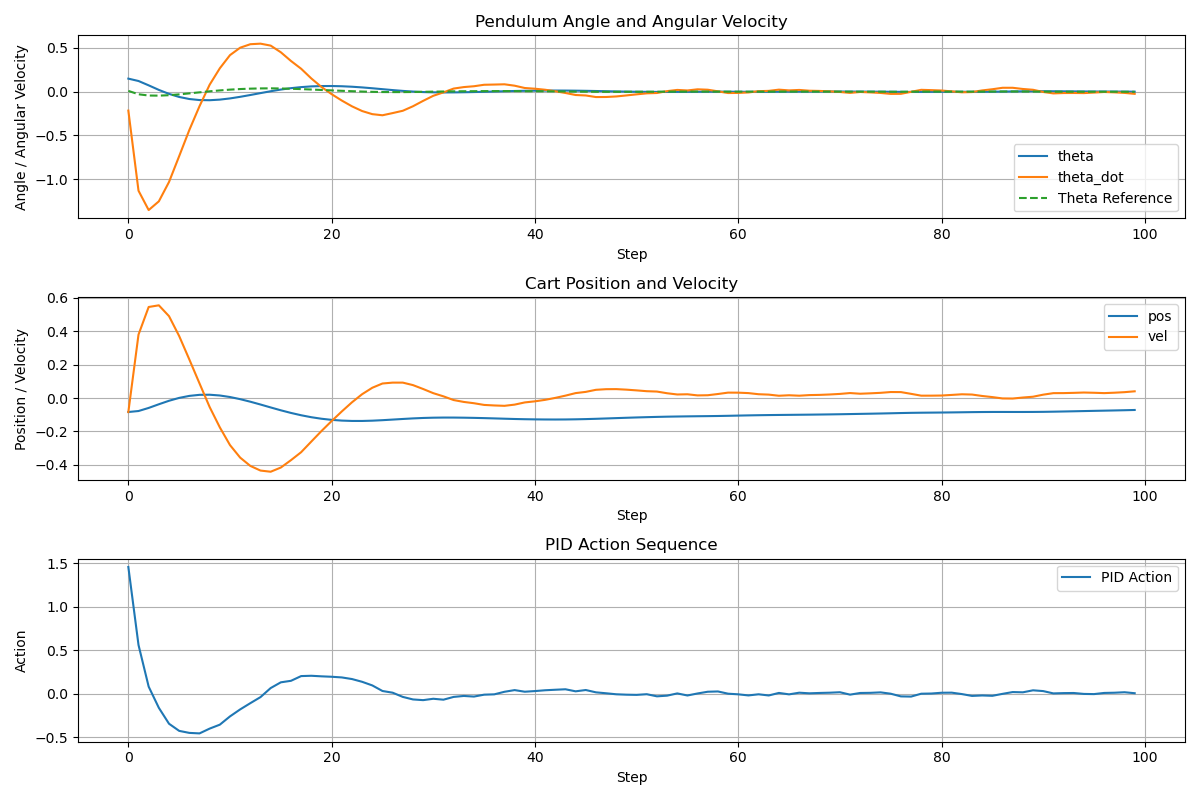 Pendulum Angle and Angular Velocity
Angle / Angular Velocity
0.5
0.0
−0.5
−1.0
theta
theta_dot
Theta Reference
0 20 40 60 80 100
Step
Cart Position and Velocity
Position / Velocity
0.6
0.4
0.2
0.0
−0.2
−0.4
pos
vel
0 20 40 60 80 100
Step
PID Action Sequence
Action
1.5
1.0
0.5
0.0
−0.5
PID Action
0 20 40 60 80 100
Step